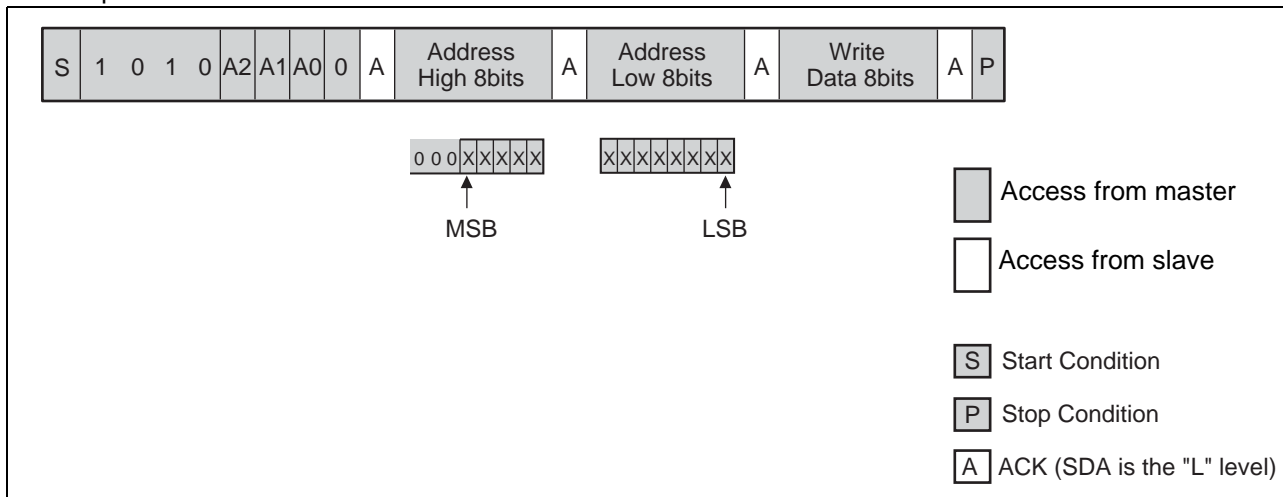 S 1 0 1 0 A2 A1 A0 0 A Address High 8bits A Address Low 8bits A Write Data 8bits A P
0 0 0 X X X X X X X X X X X X X
MSB LSB
Access from master
Access from slave
S Start Condition
P Stop Condition
A ACK (SDA is the "L" level)